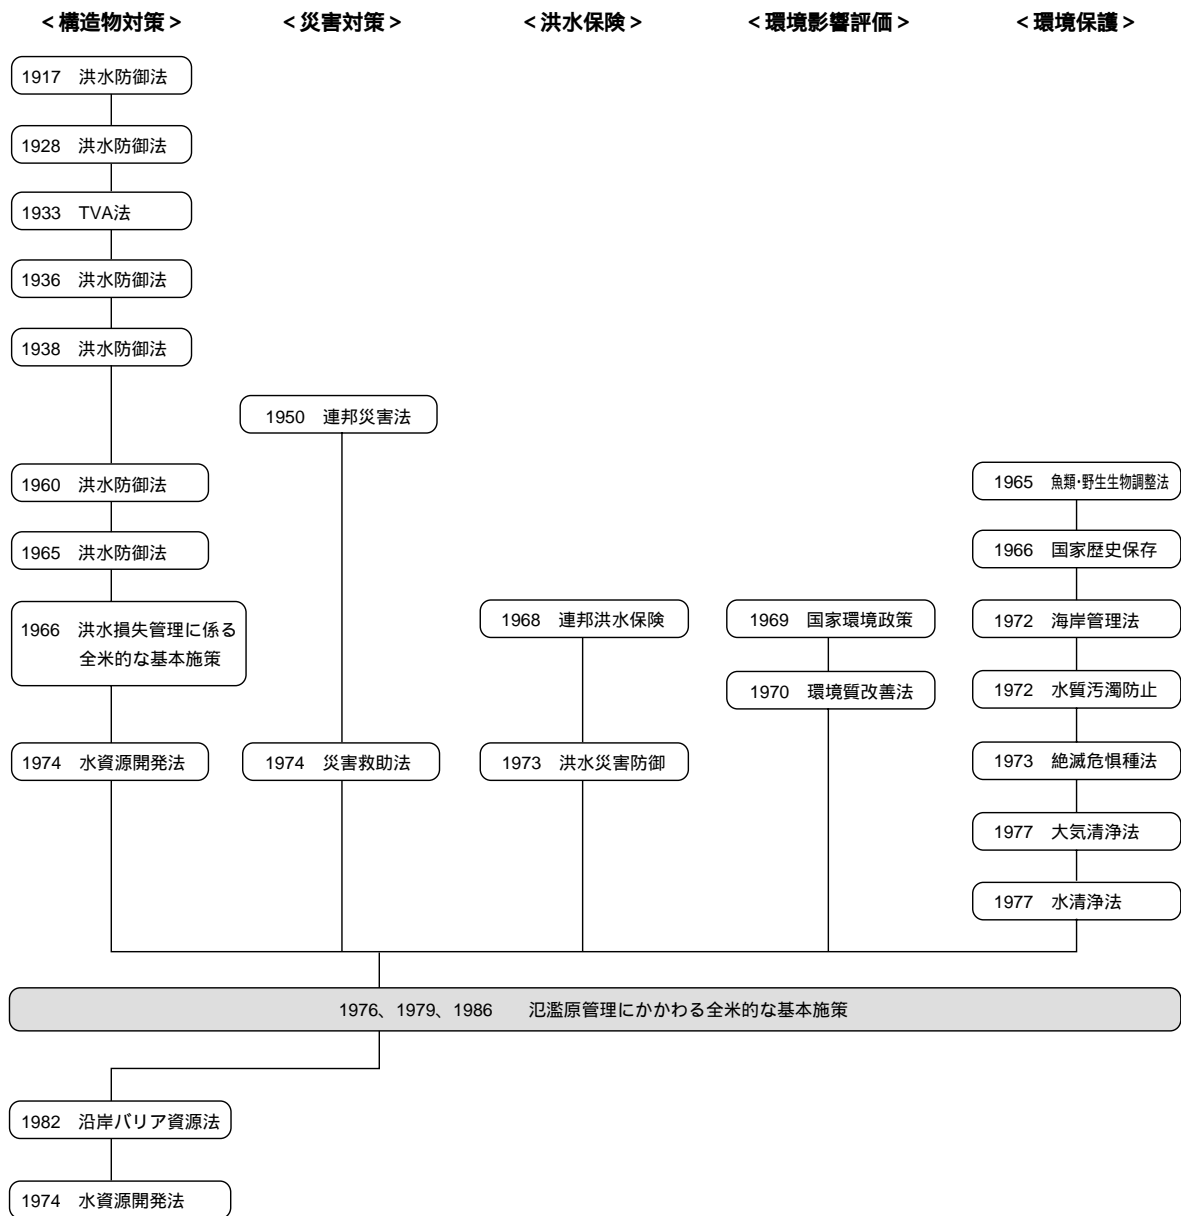 ＜構造物対策＞
＜災害対策＞
＜洪水保険＞
＜環境影響評価＞
＜環境保護＞
1917　洪水防御法
1928　洪水防御法
1933　TVA法
1936　洪水防御法
1938　洪水防御法
1960　洪水防御法
1965　洪水防御法
1966　洪水損失管理に係る
全米的な基本施策
1974　水資源開発法
1950　連邦災害法
1974　災害救助法
1968　連邦洪水保険
1973　洪水災害防御
1969　国家環境政策
1970　環境質改善法
1965　魚類･野生生物調整法
1966　国家歴史保存
1972　海岸管理法
1972　水質汚濁防止
1973　絶滅危惧種法
1977　大気清浄法
1977　水清浄法
1976、1979、1986　　氾濫原管理にかかわる全米的な基本施策
1982　沿岸バリア資源法
1974　水資源開発法